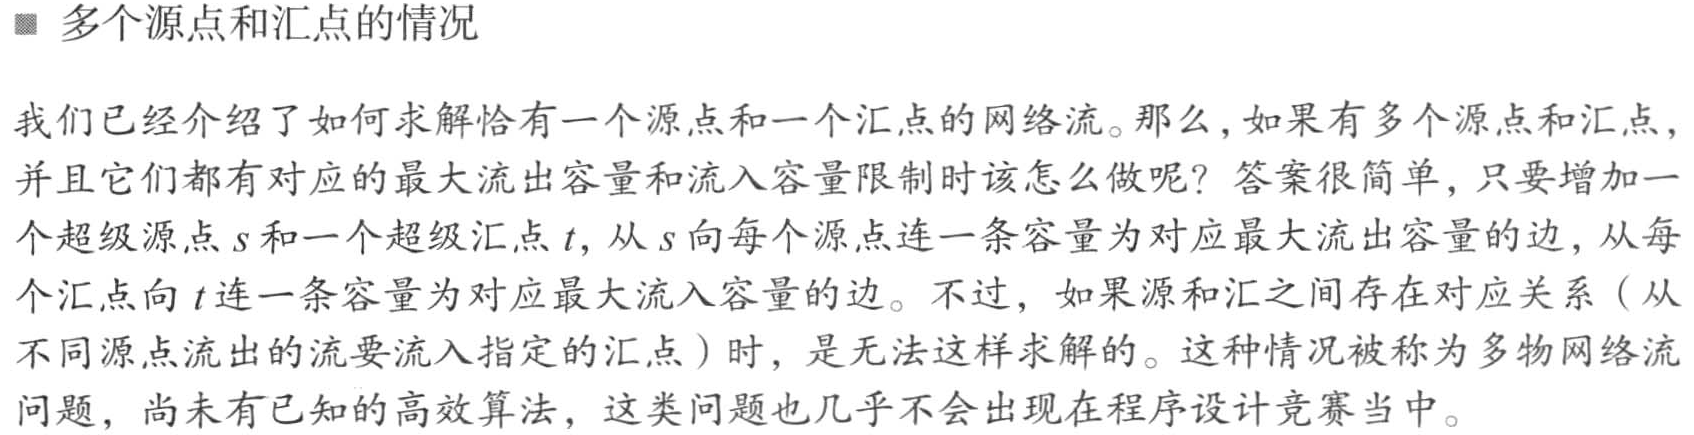 多个源点和汇点的情况
我们已经介绍了如何求解恰有一个源点和一个汇点的网络流。那么,如果有多个源点和汇点,
并且它们都有对应的最大流出容量和流入容量限制时该怎么做呢？答案很简单,只要增加一
个超级源点 s 和一个超级汇点 t, 从 s 向每个源点连一条容量为对应最大流出容量的边, 从每
个汇点向 t 连一条容量为对应最大流入容量的边。不过，如果源和汇之间存在对应关系（从
不同源点流出的流要流入指定的汇点）时，是无法这样求解的。这种情况被称为多物网络流
问题，尚未有已知的高效算法，这类问题也几乎不会出现在程序设计竞赛当中。